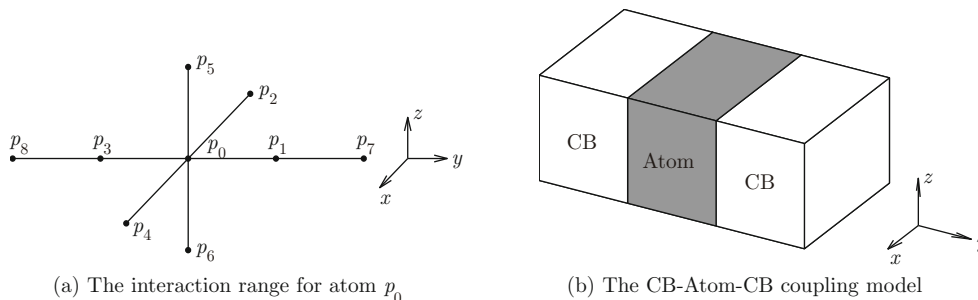 p5
p2
z
p8 p3 p0 p1 p7
y
x
p4
p6
(a) The interaction range for atom p0
CB
Atom
CB
z
x
(b) The CB-Atom-CB coupling model